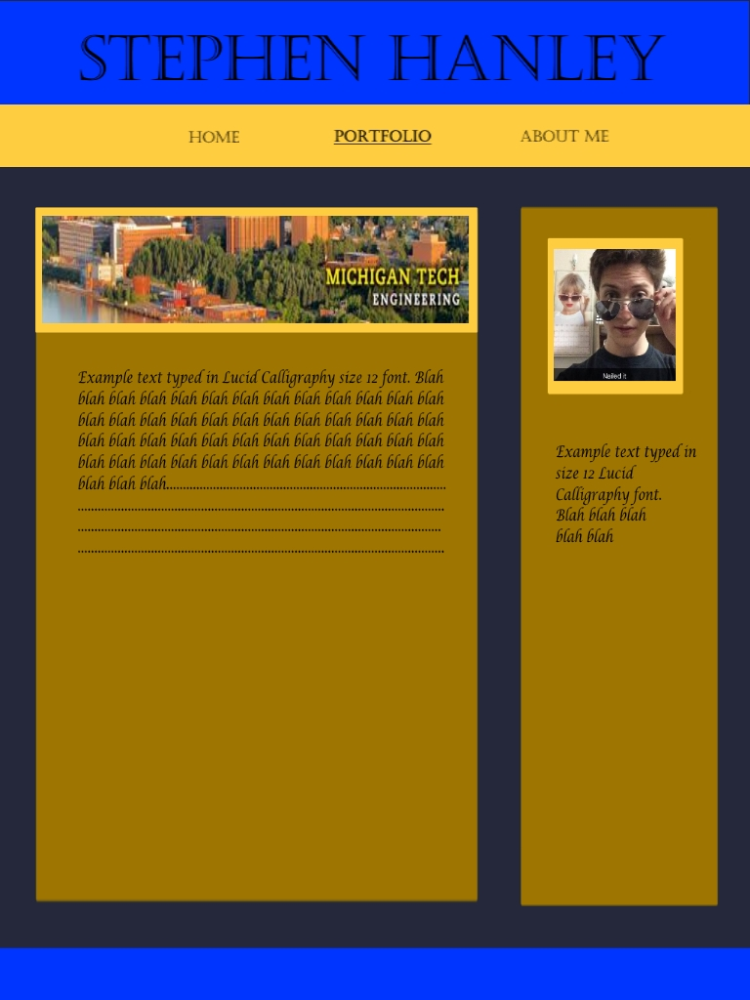 STEPHEN HANLEY
HOME PORTFOLIO ABOUT ME
MICHIGAN TECH
ENGINEERING
Nailed it
Example text typed in Lucid Calligraphy size 12 font. Blah
blah blah blah blah blah blah blah blah blah blah blah blah
blah blah blah blah blah blah blah blah blah blah blah blah
blah blah blah blah blah blah blah blah blah blah blah blah
blah blah blah blah blah blah blah blah blah blah blah blah
blah blah blah....................................................................................
..............................................................................................................
.............................................................................................................
..............................................................................................................
Example text typed in
size 12 Lucid
Calligraphy font.
Blah blah blah
blah blah